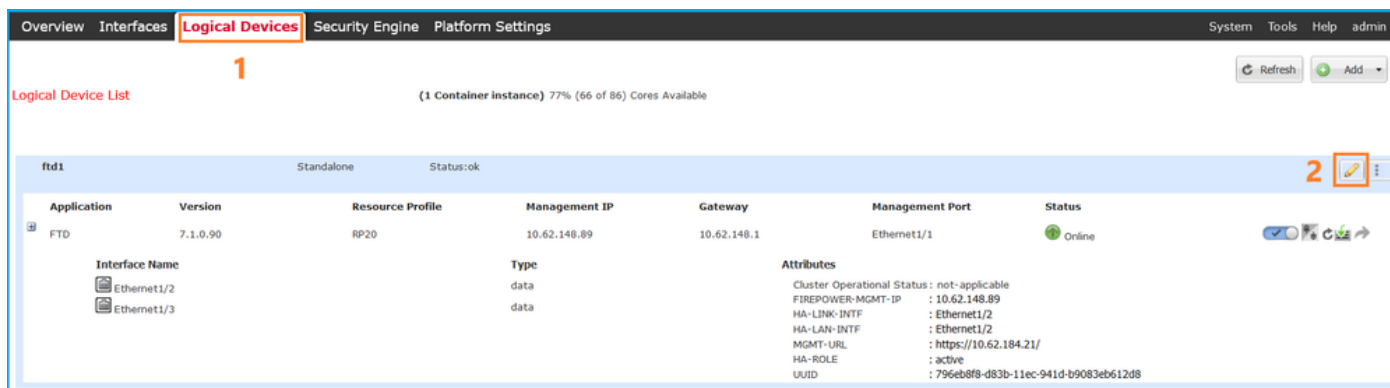 Overview Interfaces Logical Devices Security Engine Platform Settings System Tools Help admin
1
Refresh Add
Logical Device List (1 Container instance) 77% (66 of 86) Cores Available
ftd1 Standalone Status:ok 2
Application Version Resource Profile Management IP Gateway Management Port Status
FTD 7.1.0.90 RP20 10.62.148.89 10.62.148.1 Ethernet1/1 Online
Interface Name Type Attributes
Ethernet1/2 data Cluster Operational Status : not-applicable
FIREPOWER-MGMT-IP : 10.62.148.89
Ethernet1/3 data HA-LINK-INTF : Ethernet1/2
HA-LAN-INTF : Ethernet1/2
MGMT-URL : https://10.62.184.21/
HA-ROLE : active
UUID : 796eb8f8-d83b-11ec-941d-b9083eb612d8